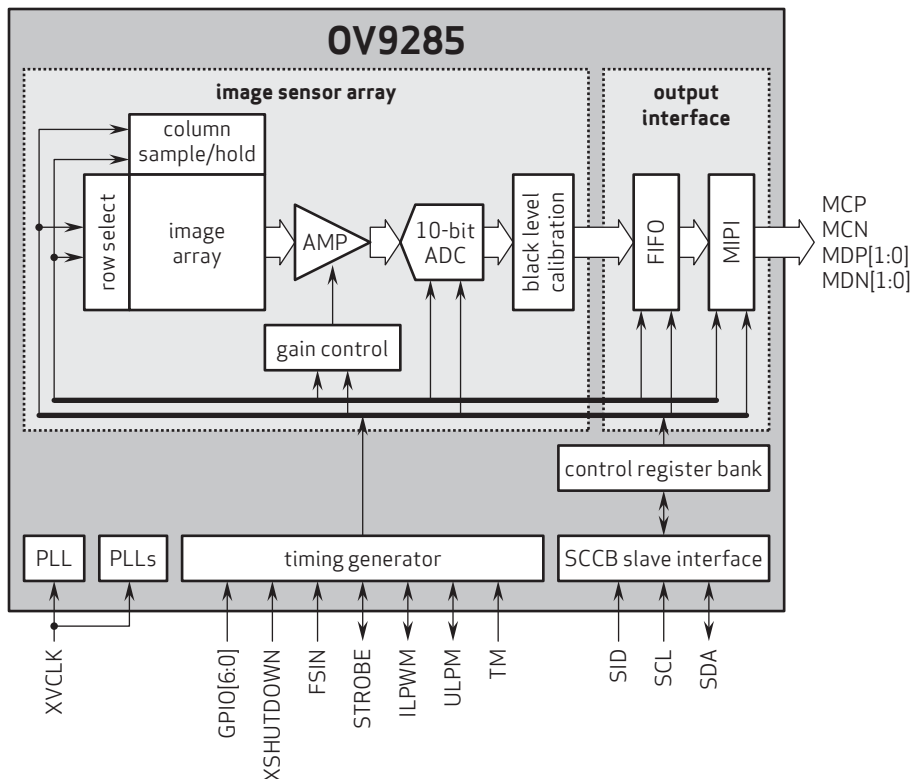 OV9285
image sensor array
output
interface
column
sample/hold
row select
image
array
AMP
10-bit
ADC
black level
calibration
FIFO
MIPI
MCP
MCN
MDP[1:0]
MDN[1:0]
gain control
control register bank
PLL
PLLs
timing generator
SCCB slave interface
XVCLK
GPIO[6:0]
XSHUTDOWN
FSIN
STROBE
ILPWM
ULPM
TM
SID
SCL
SDA